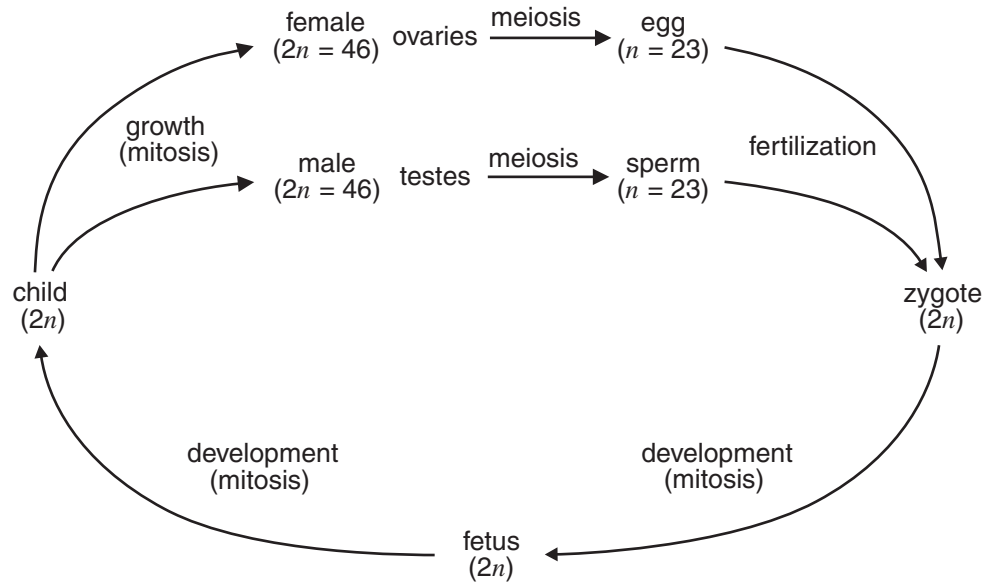 female
(2n = 46)
ovaries
meiosis
egg
(n = 23)
growth
(mitosis)
male
(2n = 46)
testes
meiosis
sperm
(n = 23)
fertilization
child
(2n)
zygote
(2n)
development
(mitosis)
development
(mitosis)
fetus
(2n)